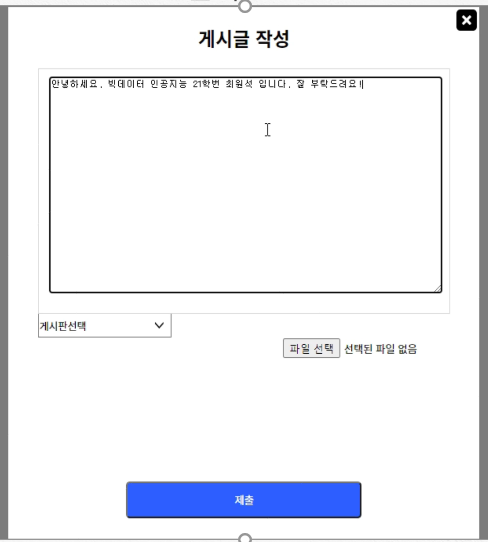 게시글 작성
안녕하세요, 빅데이터 인공지능 21학번 최원석 입니다, 잘 부탁드려요!
게시판선택
파일 선택 선택된 파일 없음
제출